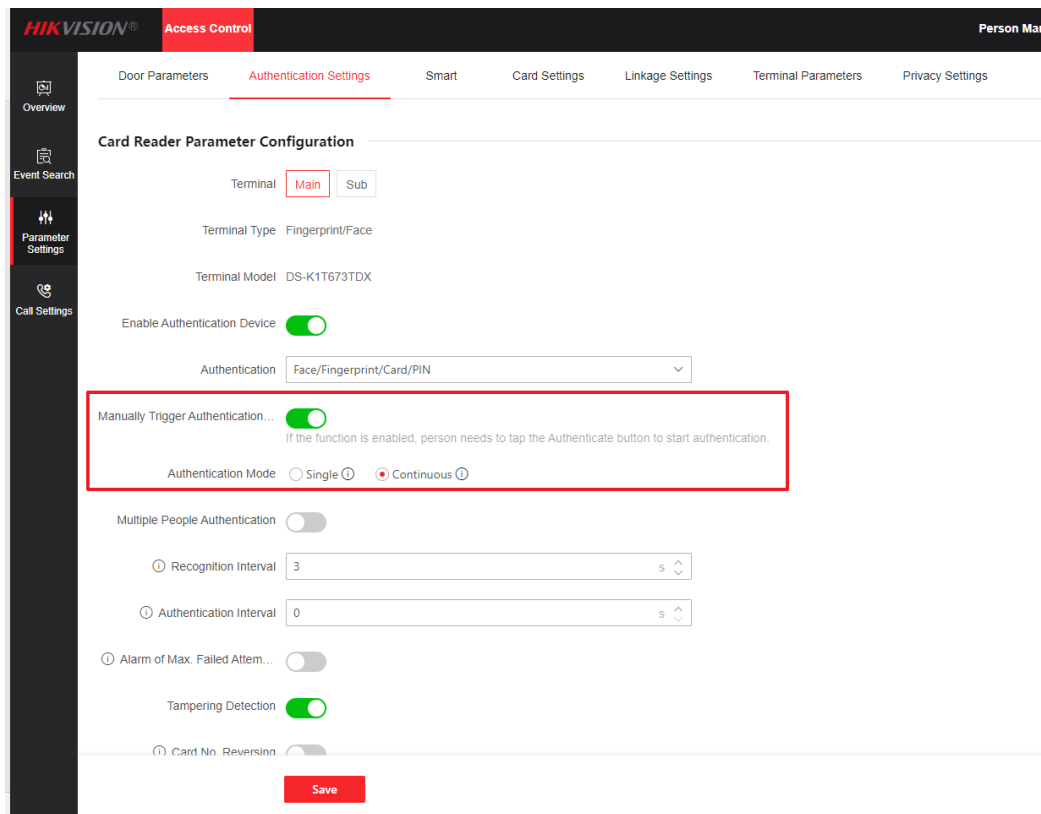 HIKVISION® Access Control Person Mar
Door Parameters Authentication Settings Smart Card Settings Linkage Settings Terminal Parameters Privacy Settings
Overview
Event Search
Parameter
Settings
Call Settings
Card Reader Parameter Configuration
Terminal Main Sub
Terminal Type Fingerprint/Face
Terminal Model DS-K1T673TDX
Enable Authentication Device
Authentication Face/Fingerprint/Card/PIN
Manually Trigger Authentication...
If the function is enabled, person needs to tap the Authenticate button to start authentication.
Authentication Mode Single Continuous
Multiple People Authentication
Recognition Interval 3 s
Authentication Interval 0 s
Alarm of Max. Failed Attem...
Tampering Detection
Card No. Reversing
Save